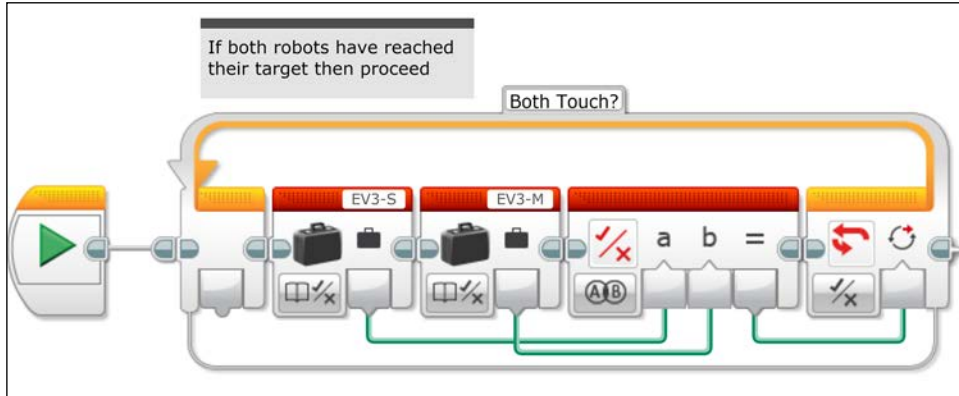 If both robots have reached
their target then proceed
Both Touch?
EV3-S
EV3-M
a b =
A B